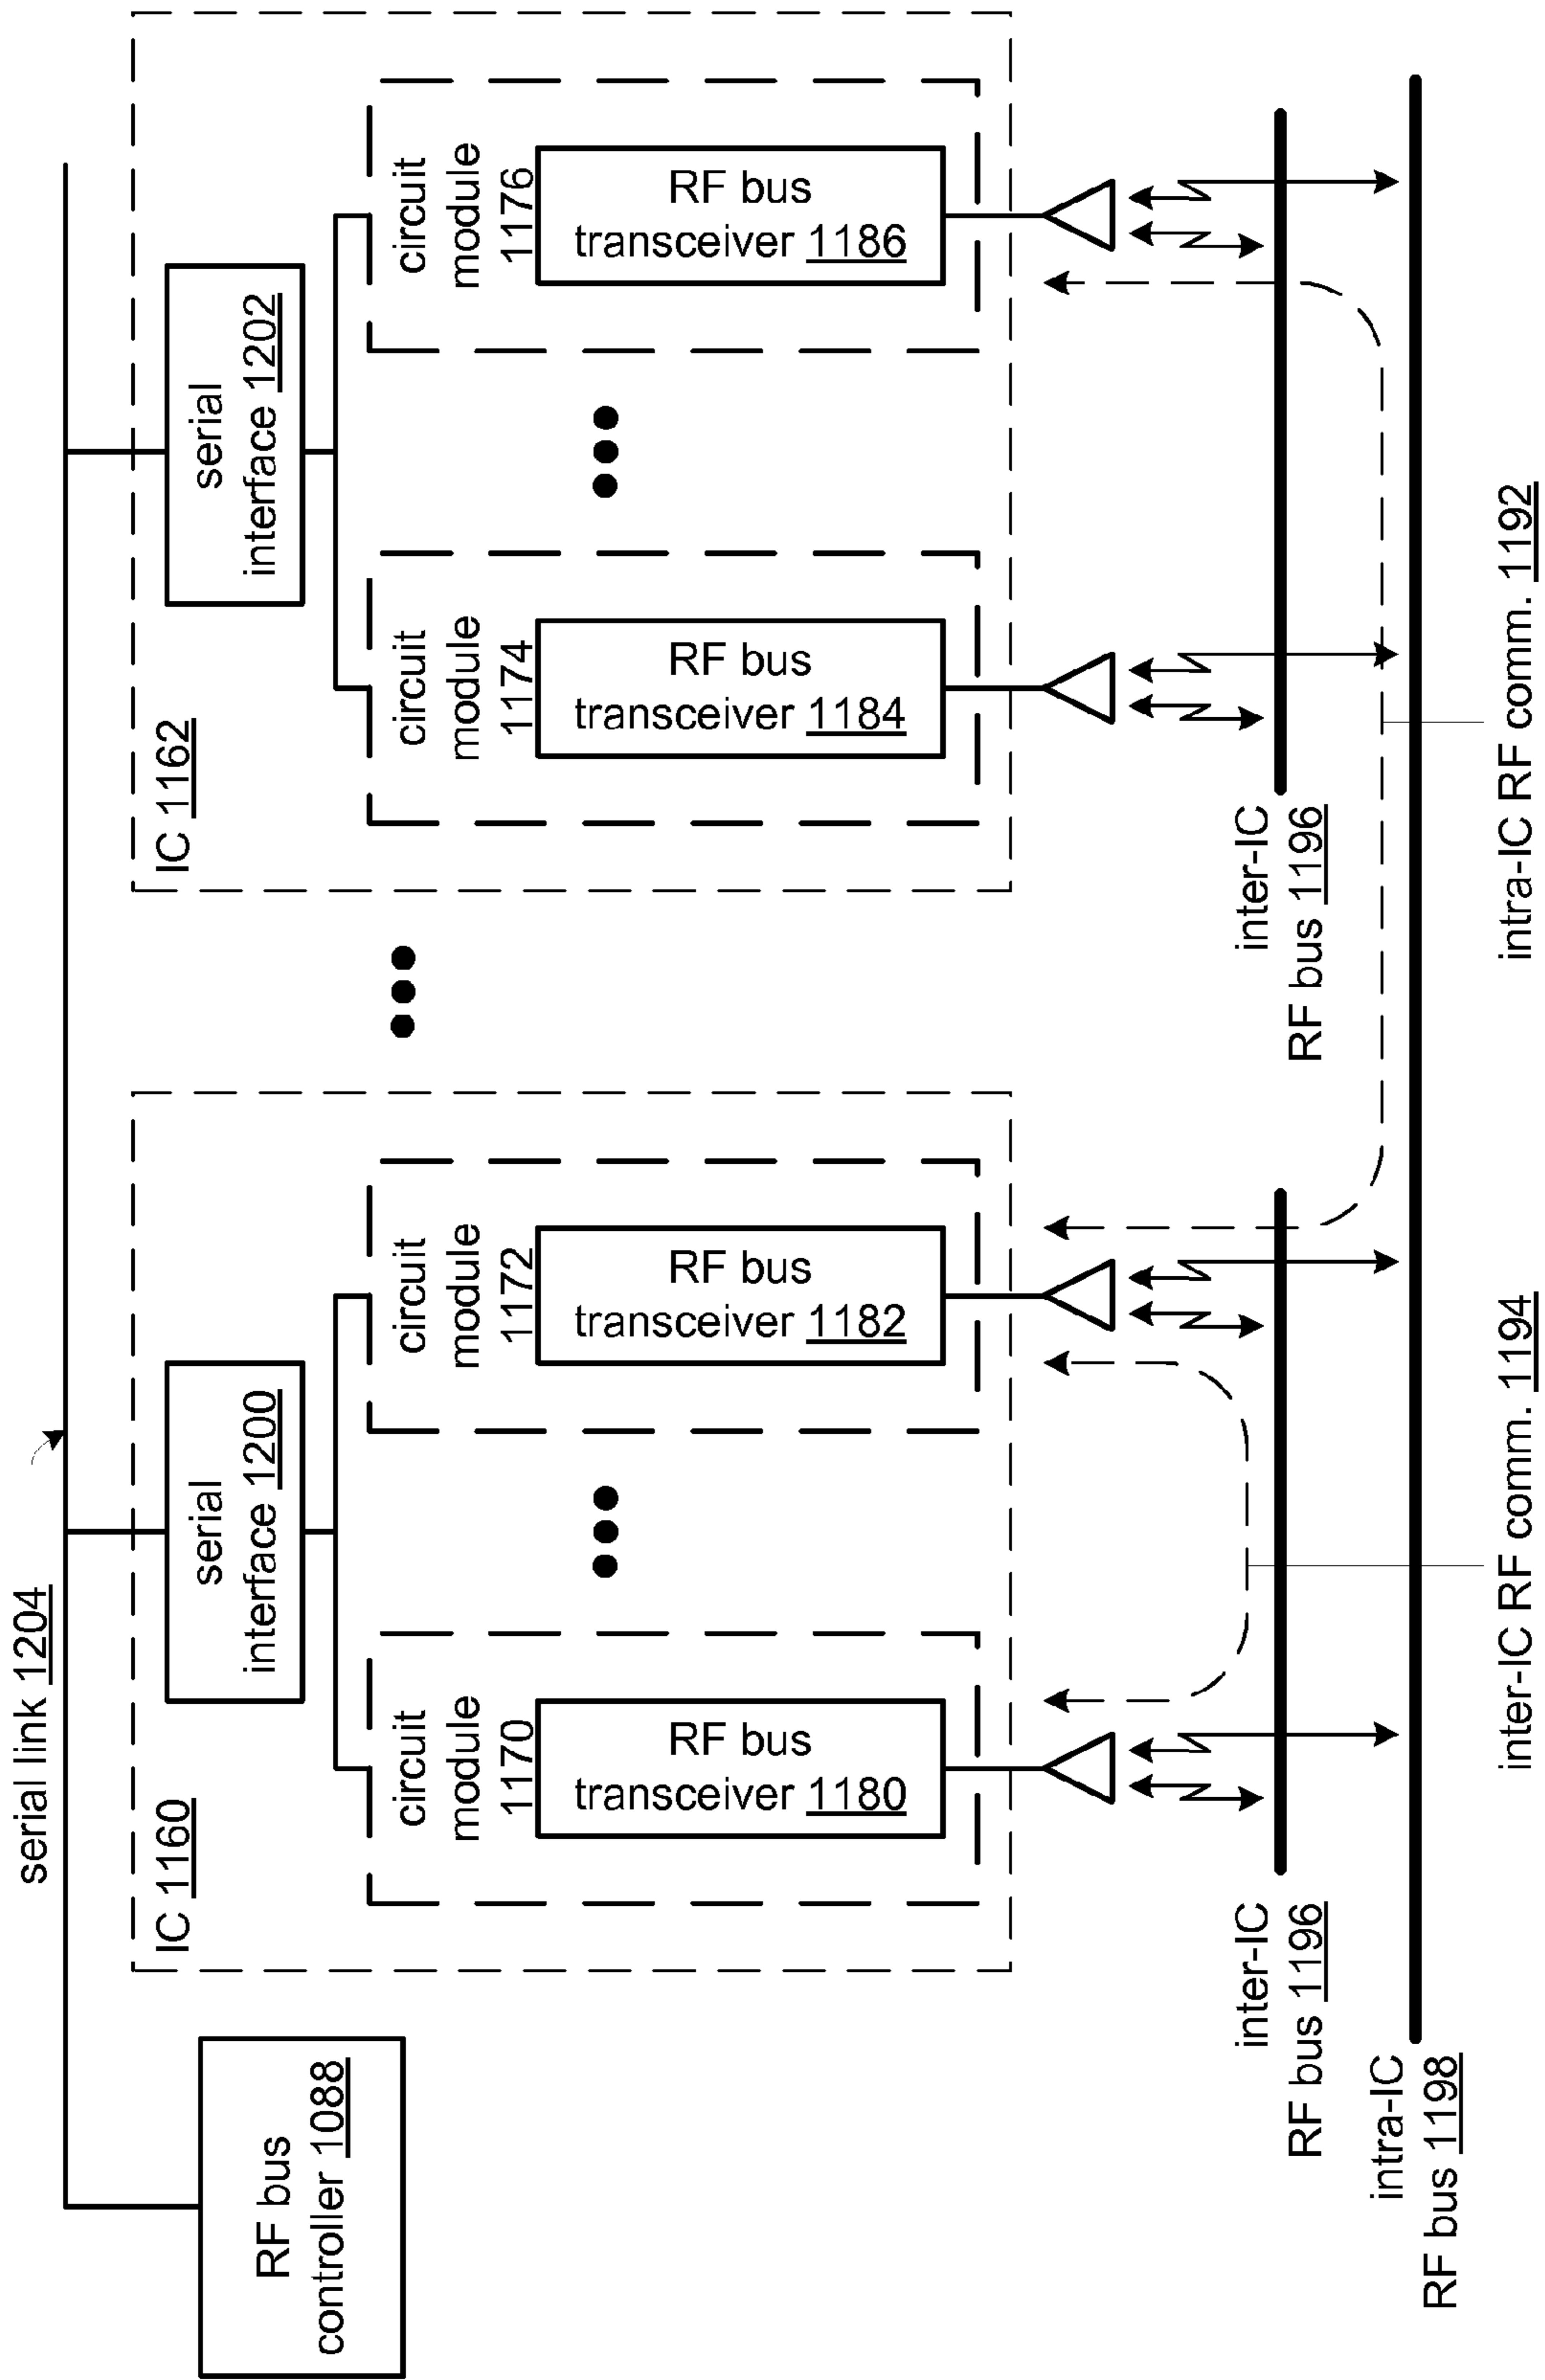 serial link 1204
RF bus
controller 1088
IC 1160
serial
interface 1200
circuit
module
1170
RF bus
transceiver 1180
circuit
module
1172
RF bus
transceiver 1182
IC 1162
serial
interface 1202
circuit
module
1174
RF bus
transceiver 1184
circuit
module
1176
RF bus
transceiver 1186
inter-IC
RF bus 1196
inter-IC
RF bus 1196
intra-IC
RF bus 1198
inter-IC RF comm. 1194
intra-IC RF comm. 1192